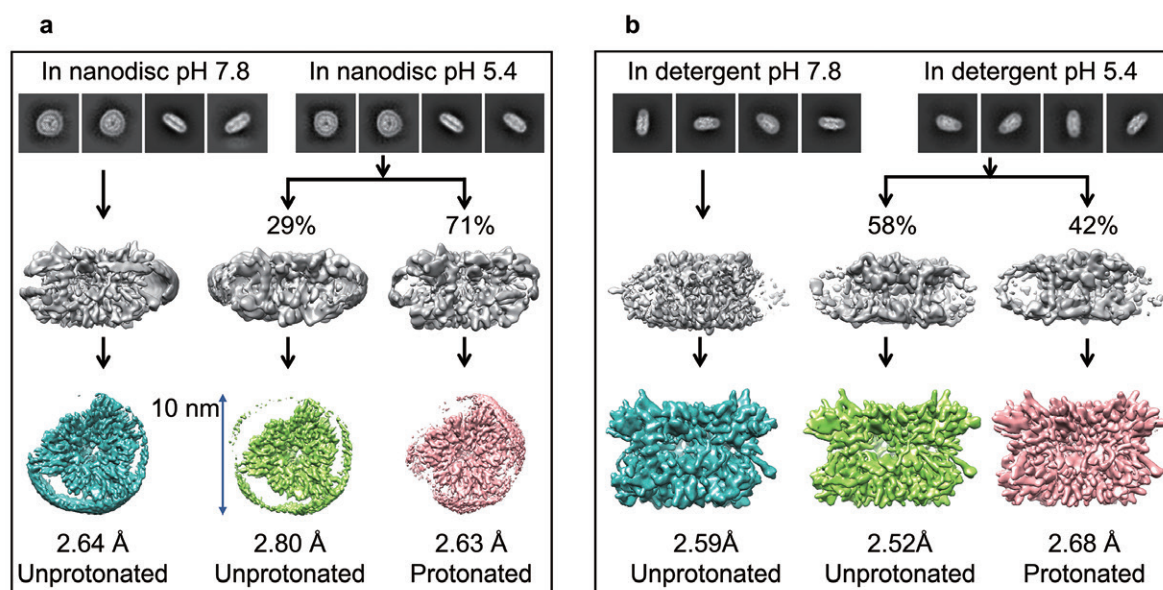 a
In nanodisc pH 7.8
In nanodisc pH 5.4
29%
71%
10 nm
2.64 Å
Unprotonated
2.80 Å
Unprotonated
2.63 Å
Protonated
b
In detergent pH 7.8
In detergent pH 5.4
58%
42%
2.59Å
Unprotonated
2.52Å
Unprotonated
2.68 Å
Protonated